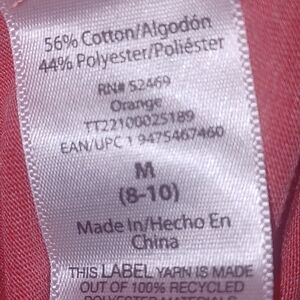 56% Cotton/Algodón
44% Polyester/Poliéster
RN# 52469
Orange
TT22100025189
EAN/UPC 1 9475467460
M
(8-10)
Made In/Hecho En
China
THIS LABEL YARN IS MADE
OUT OF 100% RECYCLED
POLYESTER